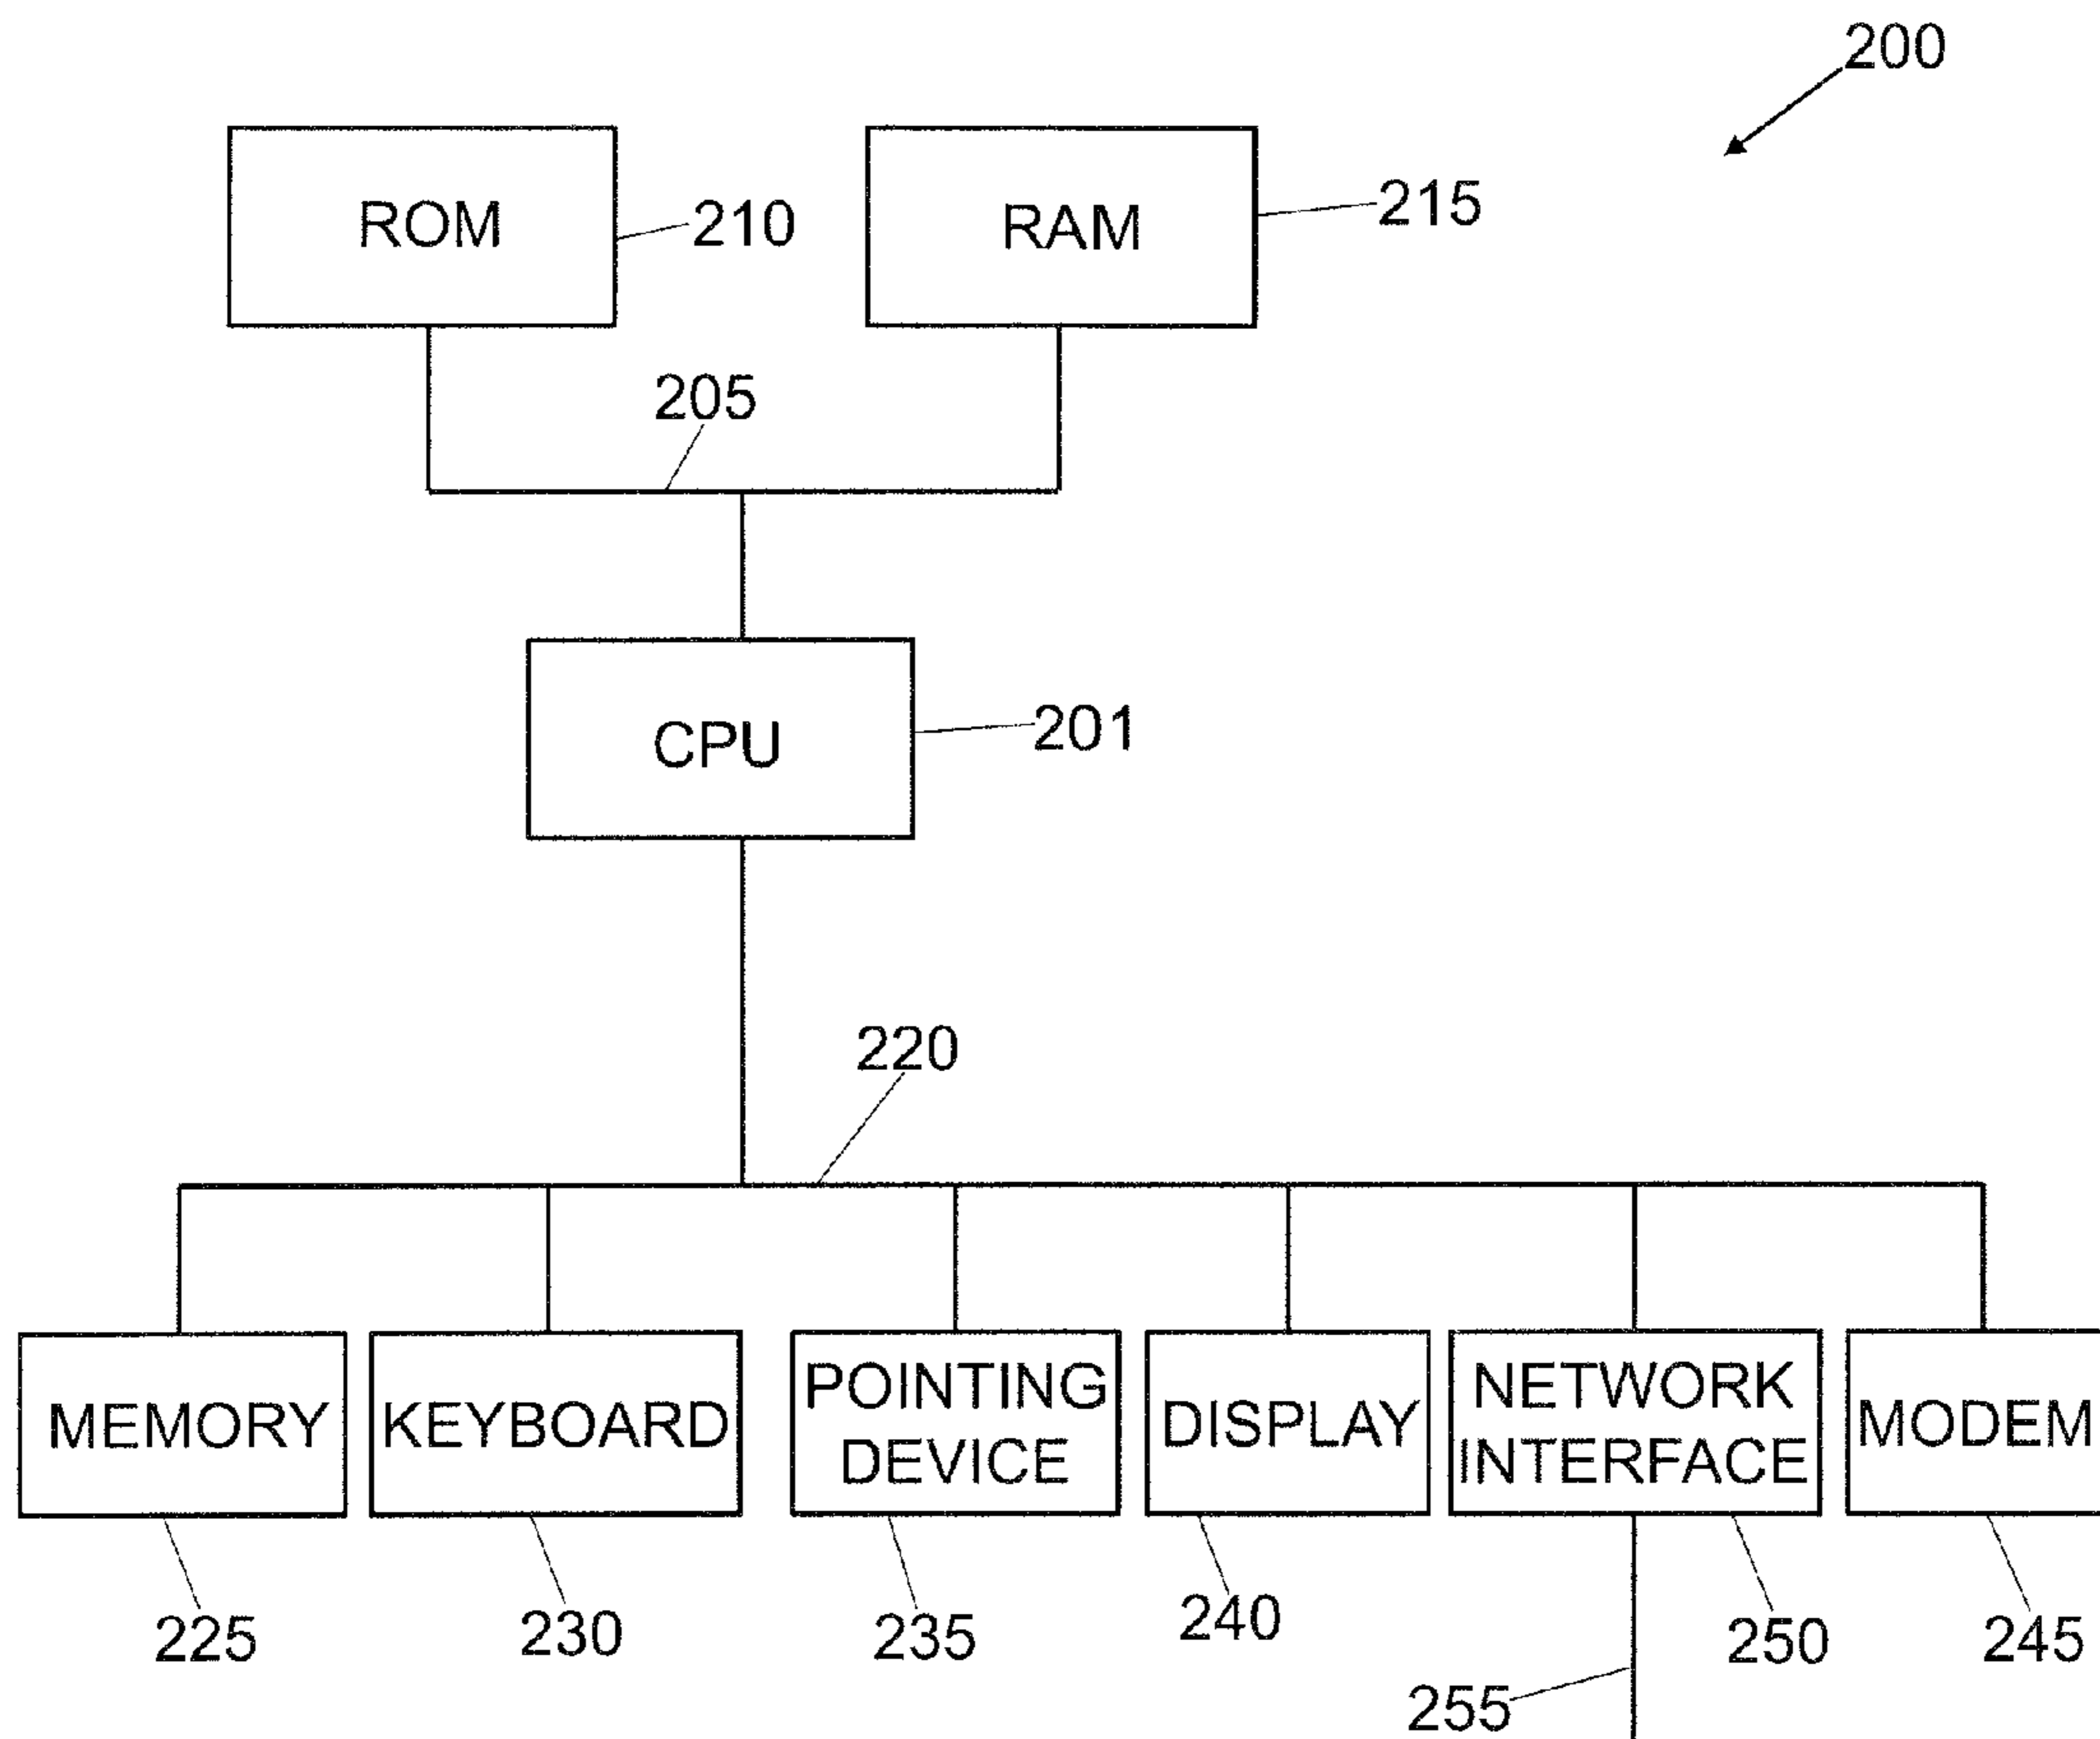 200
ROM
210
RAM
215
205
CPU
201
220
MEMORY
KEYBOARD
POINTING
DEVICE
DISPLAY
NETWORK
INTERFACE
MODEM
225
230
235
240
250
245
255